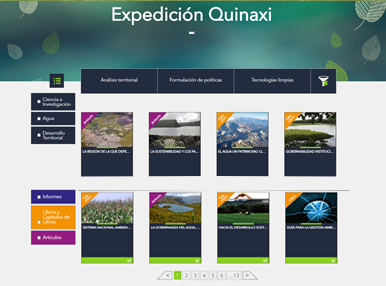 Expedición Quinaxi
-
Análisis territorial
Formulación de políticas
Tecnologías limpias
Ciencia e
Investigación
Agua
Desarrollo
Territorial
LA REGIÓN DE LA QUE DEPE...
LA SOSTENIBILIDAD Y LOS PA...
EL AGUA UN PATRIMONIO Q...
GOBERNABILIDAD INSTITUC...
Informes
Libros y
Capítulos de
Libros
Artículos
SISTEMA NACIONAL AMBIEN...
LA GOBERNANZA DEL AGUA, ...
HACIA EL DESARROLLO SOST...
GUÍA PARA LA GESTIÓN AMBI...
1 2 3 4 5 6 ...13